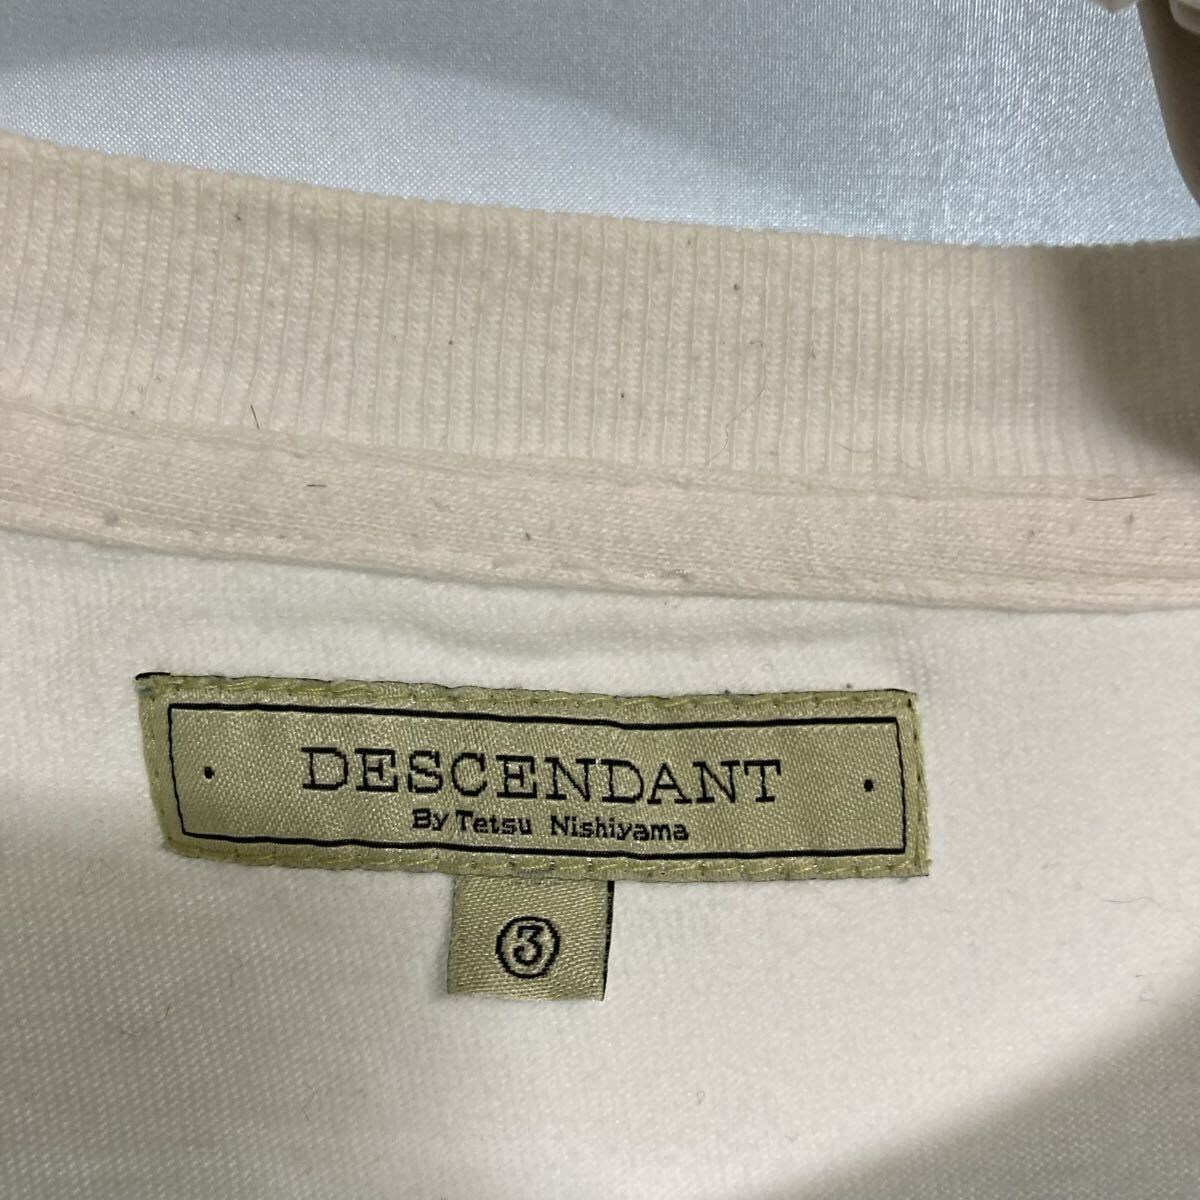 DESCENDANT
By Tetsu Nishiyama
3